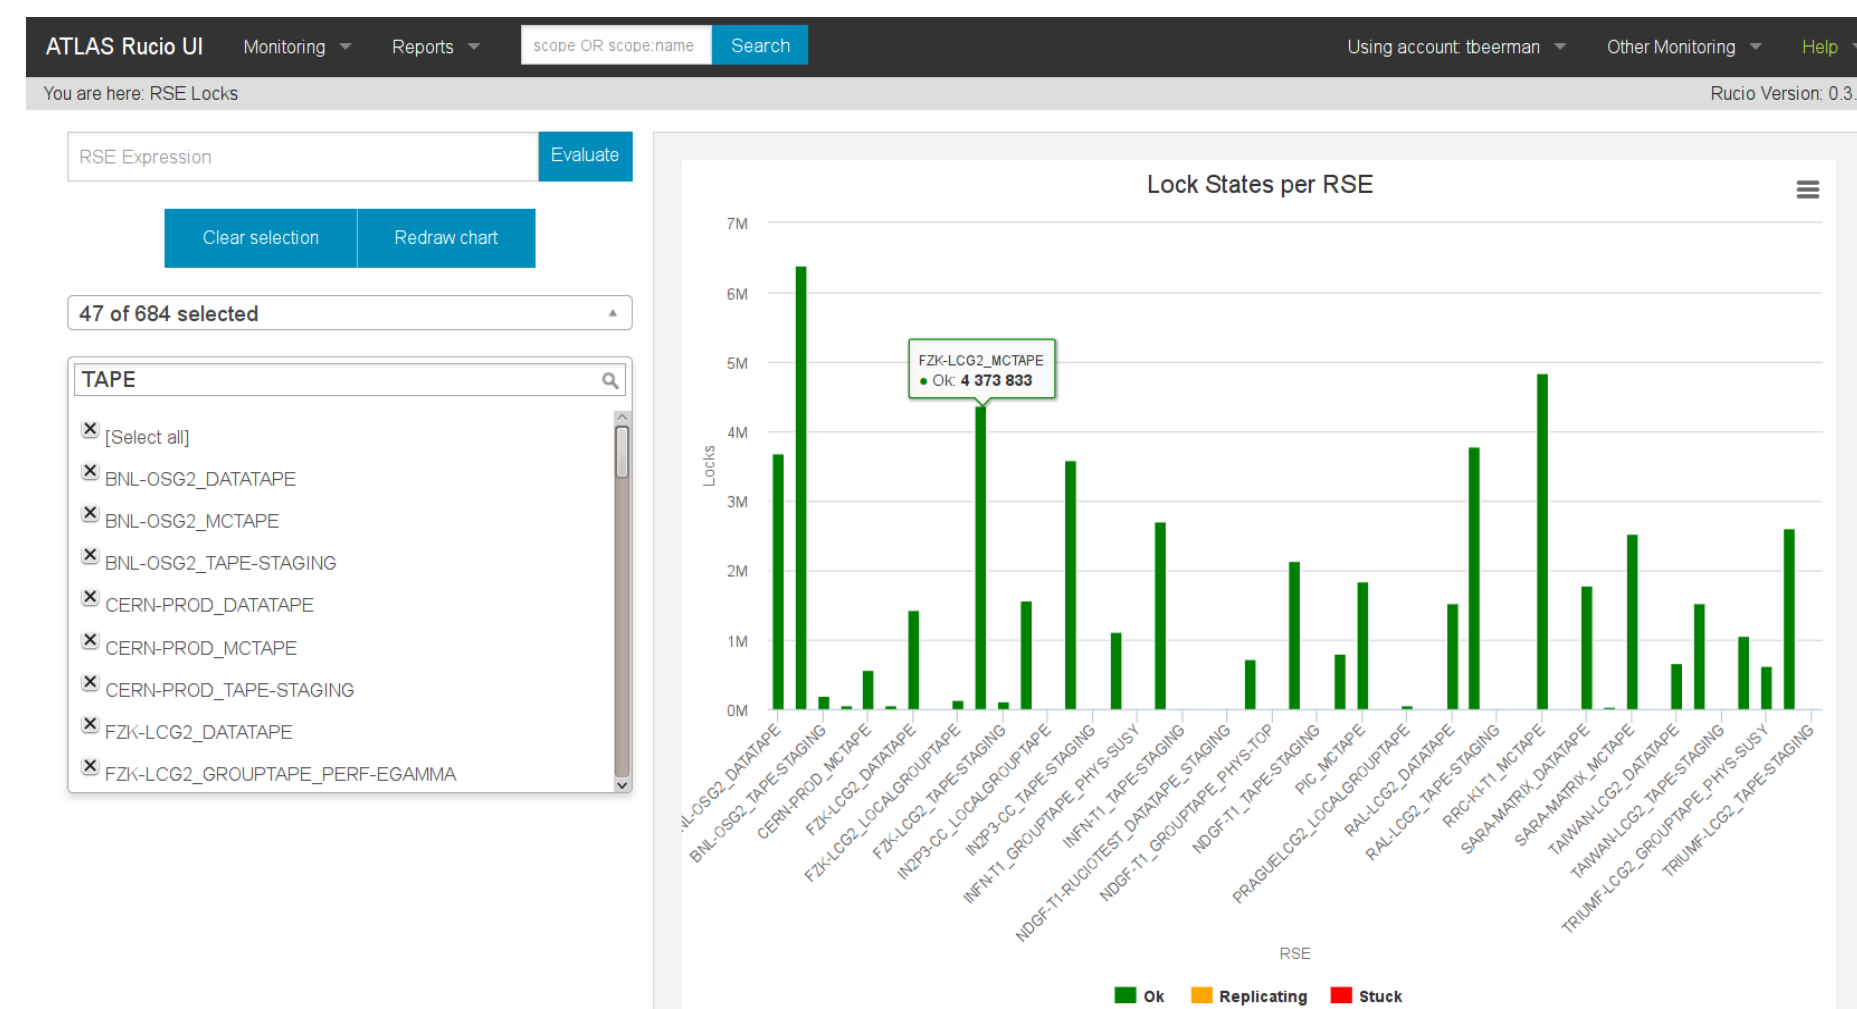 ATLAS Rucio UI Monitoring Reports scope OR scope:name Search Using account: tbeerman Other Monitoring Help
You are here: RSE Locks Rucio Version: 0.3.
RSE Expression Evaluate
Clear selection Redraw chart
47 of 684 selected
TAPE
[Select all]
BNL-OSG2_DATATAPE
BNL-OSG2_MCTAPE
BNL-OSG2_TAPE-STAGING
CERN-PROD_DATATAPE
CERN-PROD_MCTAPE
CERN-PROD_TAPE-STAGING
FZK-LCG2_DATATAPE
FZK-LCG2_GROUPTAPE_PERF-EGAMMA
Lock States per RSE
7M
6M
5M
4M
3M
2M
1M
0M
Locks
FZK-LCG2_MCTAPE
● Ok: 4 373 833
NL-OSG2_DATATAPE
BNL-OSG2_TAPE-STAGING
CERN-PROD_MCTAPE
FZK-LCG2_DATATAPE
FZK-LCG2_LOCALGROUPTAPE
FZK-LCG2_TAPE-STAGING
IN2P3-CC_LOCALGROUPTAPE
IN2P3-CC_TAPE-STAGING
INFN-T1_GROUPTAPE_PHYS-SUSY
INFN-T1_TAPE-STAGING
NDGF-T1-RUCIOTEST_DATATAPE_STAGING
NDGF-T1_GROUPTAPE_PHYS-TOP
NDGF-T1_TAPE-STAGING
PIC_MCTAPE
PRAGUELCG2_LOCALGROUPTAPE
RAL-LCG2_DATATAPE
RAL-LCG2_TAPE-STAGING
RRC-KI-T1_MCTAPE
SARA-MATRIX_DATATAPE
SARA-MATRIX_MCTAPE
TAIWAN-LCG2_DATATAPE
TAIWAN-LCG2_TAPE-STAGING
TRIUMF-LCG2_GROUPTAPE_PHYS-SUSY
TRIUMF-LCG2_TAPE-STAGING
RSE
Ok Replicating Stuck